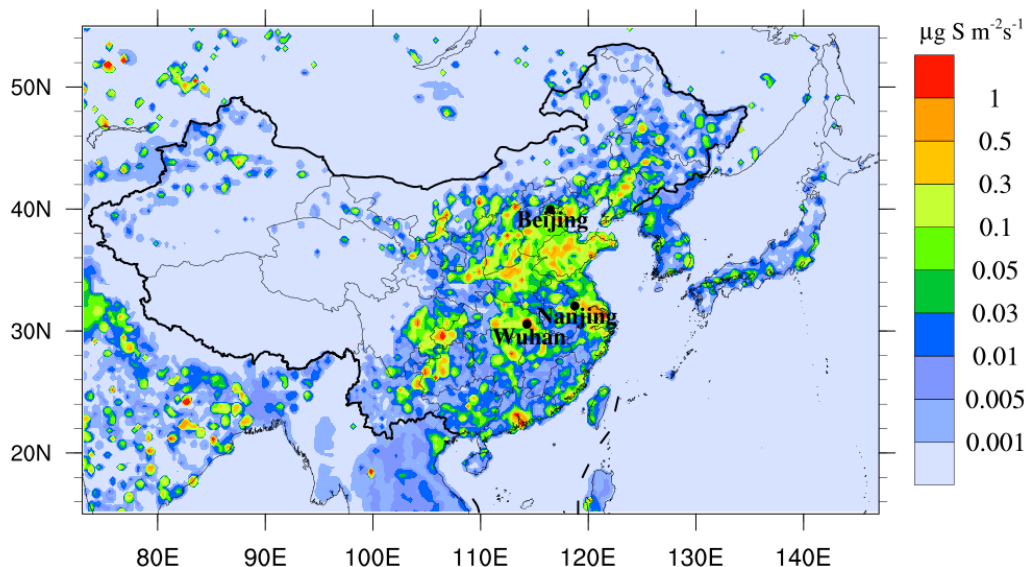 µg S m⁻²s⁻¹
50N
40N
30N
20N
Beijing
Nanjing
Wuhan
1
0.5
0.3
0.1
0.05
0.03
0.01
0.005
0.001
80E 90E 100E 110E 120E 130E 140E